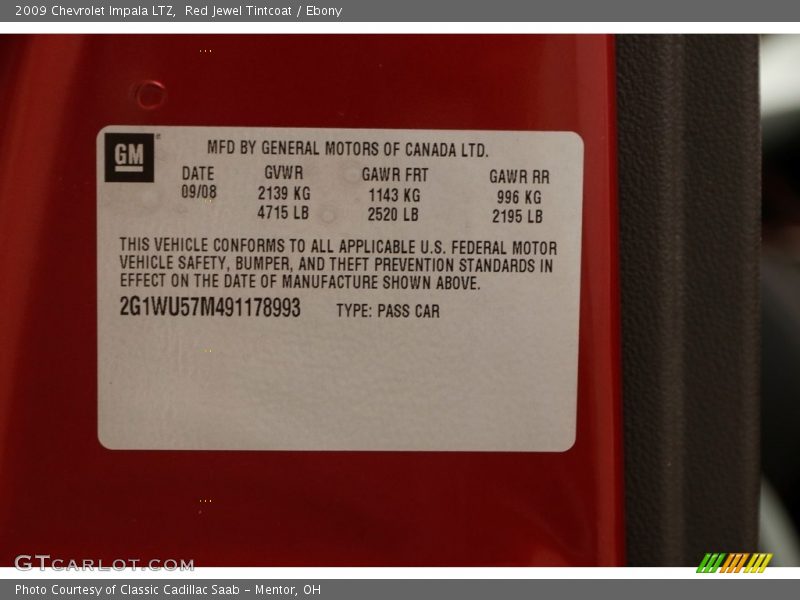 2009 Chevrolet Impala LTZ,  Red Jewel Tintcoat / Ebony
GM
MFD BY GENERAL MOTORS OF CANADA LTD.
DATE GVWR GAWR FRT GAWR RR
09/08 2139 KG 1143 KG 996 KG
4715 LB 2520 LB 2195 LB
THIS VEHICLE CONFORMS TO ALL APPLICABLE U.S. FEDERAL MOTOR
VEHICLE SAFETY, BUMPER, AND THEFT PREVENTION STANDARDS IN
EFFECT ON THE DATE OF MANUFACTURE SHOWN ABOVE.
2G1WU57M491178993 TYPE: PASS CAR
GTCARLOT.COM
Photo Courtesy of Classic Cadillac Saab - Mentor, OH